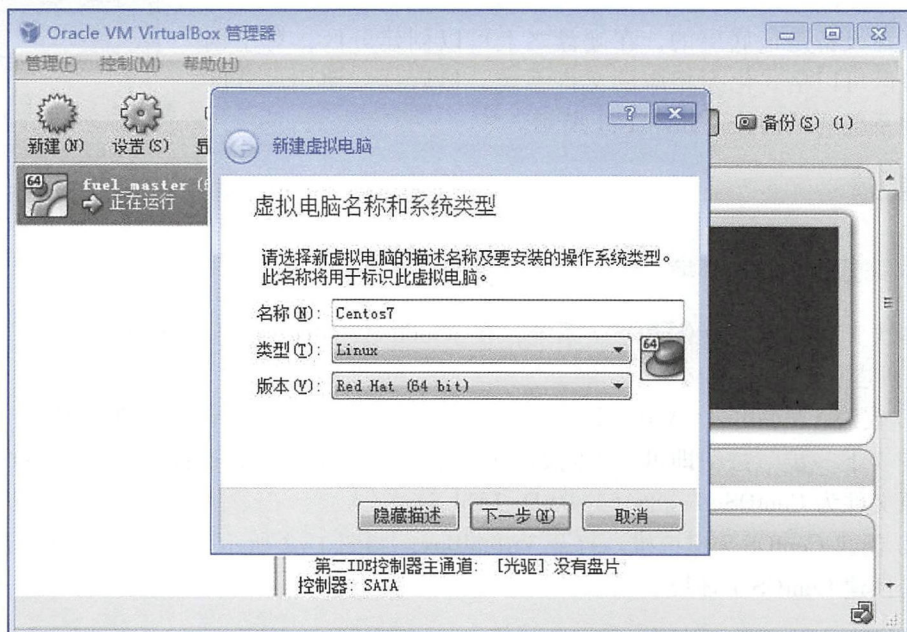 Oracle VM VirtualBox 管理器
管理(F) 控制(M) 帮助(H)
新建(N) 设置(S) 备份(S) (1)
64 fuel_master
正在运行
新建虚拟电脑
虚拟电脑名称和系统类型
请选择新虚拟电脑的描述名称及要安装的操作系统类型。
此名称将用于标识此虚拟电脑。
名称(N): Centos7
类型(T): Linux
64
版本(V): Red Hat (64 bit)
隐藏描述 下一步(N) 取消
第二IDE控制器主通道: [光驱] 没有盘片
控制器: SATA